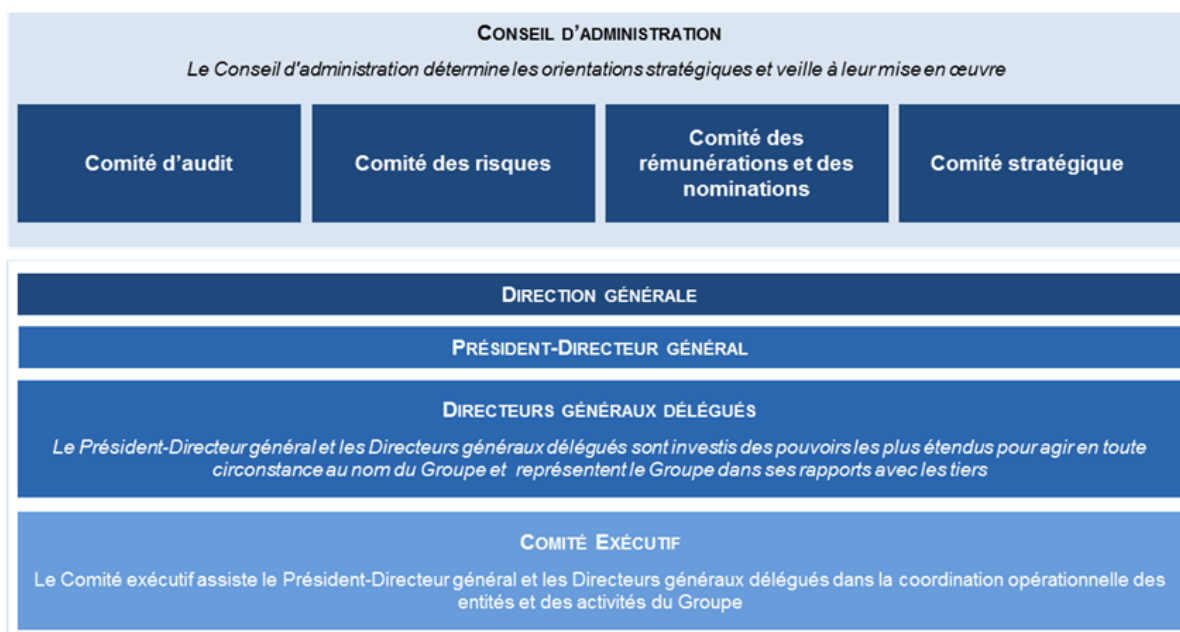 CONSEIL D'ADMINISTRATION
Le Conseil d'administration détermine les orientations stratégiques et veille à leur mise en œuvre
Comité d'audit
Comité des risques
Comité des
rémunérations et des
nominations
Comité stratégique
DIRECTION GÉNÉRALE
PRÉSIDENT-DIRECTEUR GÉNÉRAL
DIRECTEURS GÉNÉRAUX DÉLÉGUÉS
Le Président-Directeur général et les Directeurs généraux délégués sont investis des pouvoirs les plus étendus pour agir en toute
circonstance au nom du Groupe et représentent le Groupe dans ses rapports avec les tiers
COMITÉ EXÉCUTIF
Le Comité exécutif assiste le Président-Directeur général et les Directeurs généraux délégués dans la coordination opérationnelle des
entités et des activités du Groupe